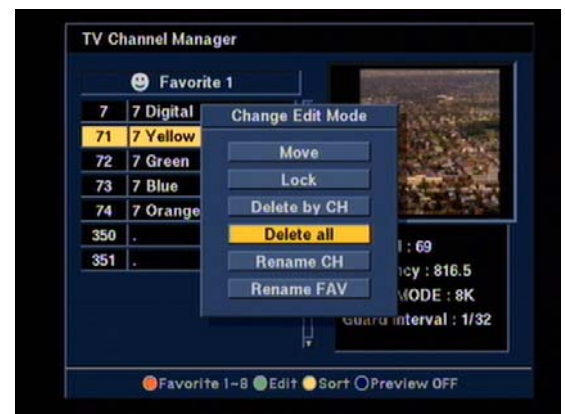 TV Channel Manager
Favorite 1
7 7 Digital
71 7 Yellow
72 7 Green
73 7 Blue
74 7 Orange
350 .
351 .
Change Edit Mode
Move
Lock
Delete by CH
Delete all
Rename CH
Rename FAV
: 69
: 816.5
MODE : 8K
Guard Interval : 1/32
Favorite 1~8 Edit Sort Preview OFF